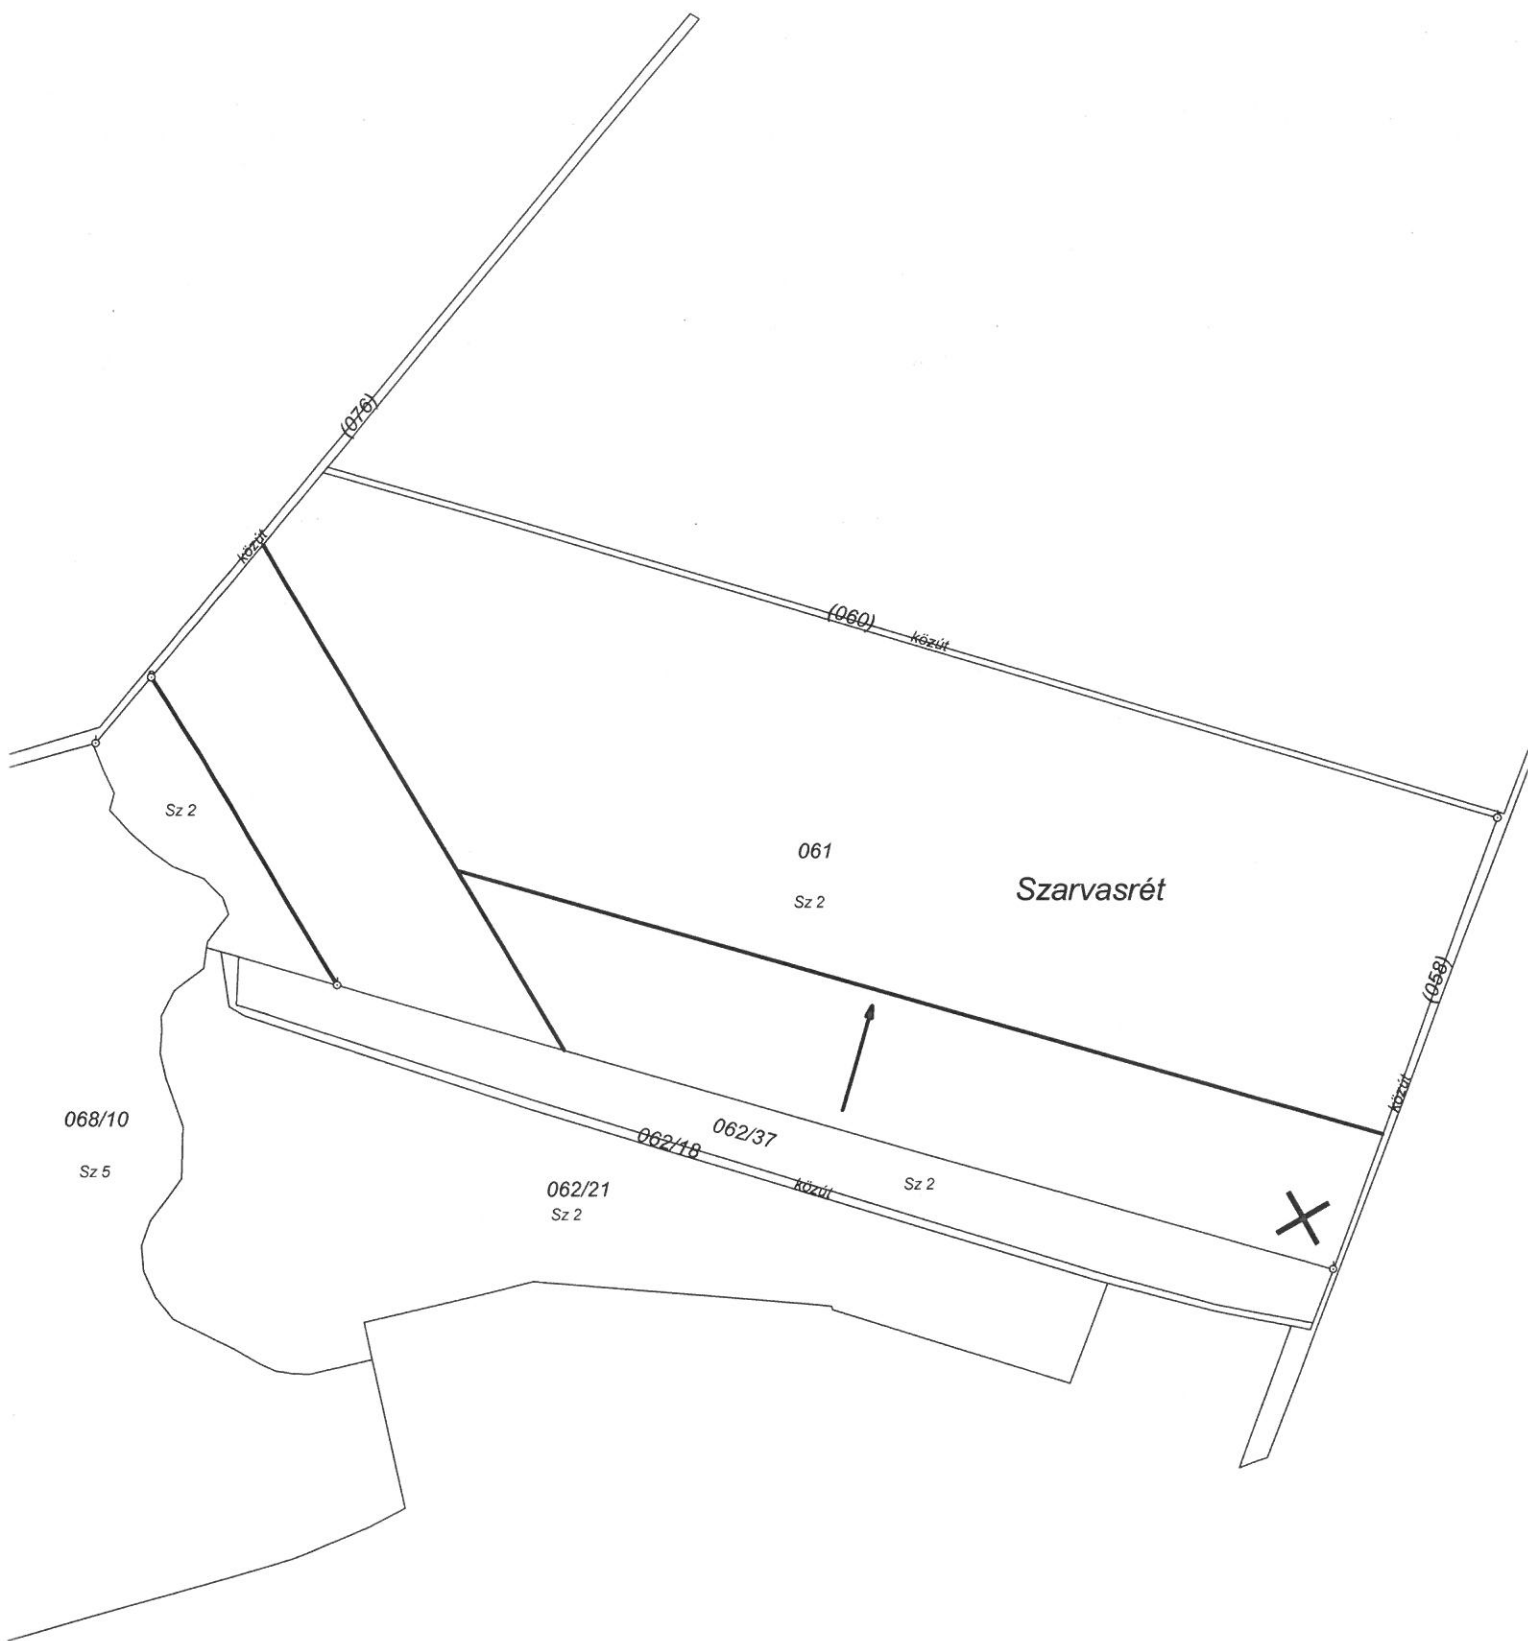 (076)
közút
(060)
közút
Sz 2
061
Szarvasrét
Sz 2
(058)
közút
068/10
062/37
062/18
Sz 5
062/21
közút
Sz 2
Sz 2